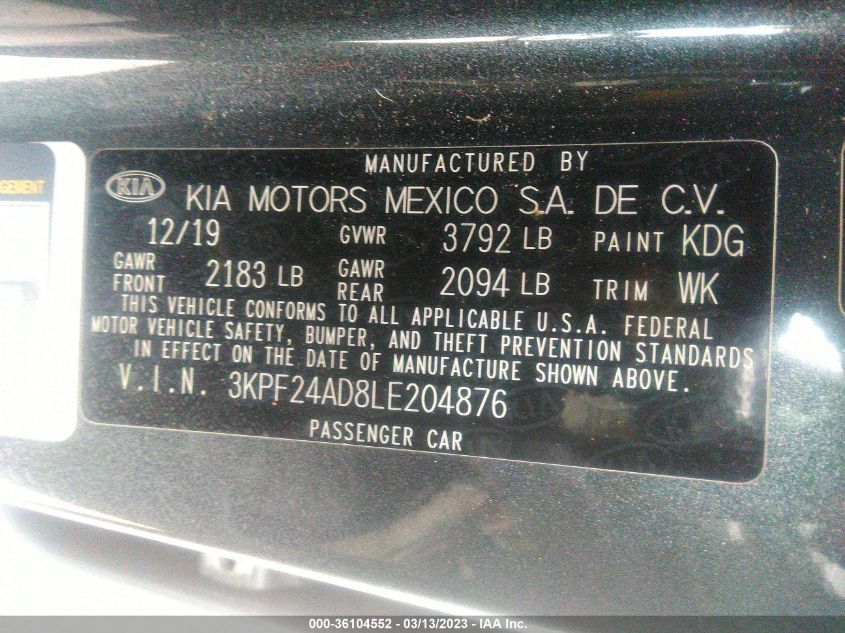 GEMENT
MANUFACTURED BY
KIA KIA MOTORS MEXICO S.A. DE C.V.
12/19 GVWR 3792 LB PAINT KDG
GAWR FRONT 2183 LB GAWR REAR 2094 LB TRIM WK
THIS VEHICLE CONFORMS TO ALL APPLICABLE U.S.A. FEDERAL
MOTOR VEHICLE SAFETY, BUMPER, AND THEFT PREVENTION STANDARDS
IN EFFECT ON THE DATE OF MANUFACTURE SHOWN ABOVE.
V.I.N. 3KPF24AD8LE204876
PASSENGER CAR
000-36104552 - 03/13/2023 - IAA Inc.